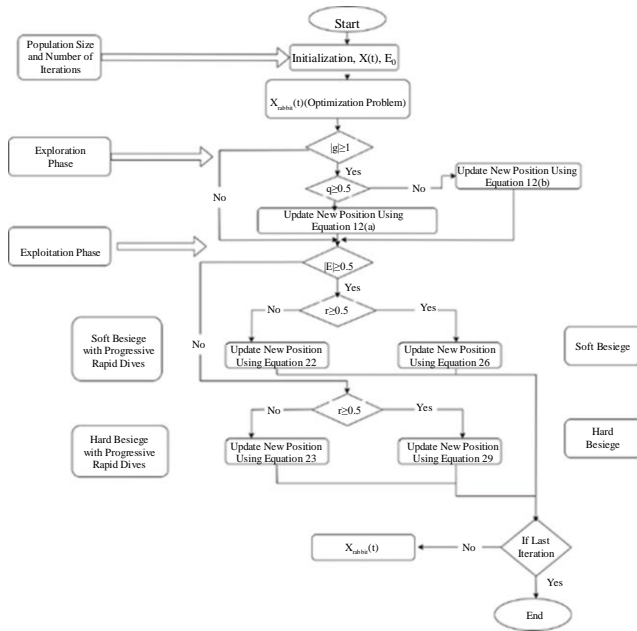 Start
Population Size
and Number of
Iterations
Initialization, X(t), E0
Xrabbit(t)(Optimization Problem)
Exploration
Phase
|g|≥1
Yes
No
q≥0.5
No
Update New Position Using
Equation 12(b)
Update New Position Using
Equation 12(a)
Exploitation Phase
|E|≥0.5
Yes
No
r≥0.5
No
Yes
Soft Besiege
with Progressive
Rapid Dives
Update New Position
Using Equation 22
Update New Position
Using Equation 26
Soft Besiege
r≥0.5
No
Yes
Hard Besiege
with Progressive
Rapid Dives
Update New Position
Using Equation 23
Update New Position
Using Equation 29
Hard
Besiege
Xrabbit(t)
No
If Last
Iteration
Yes
End